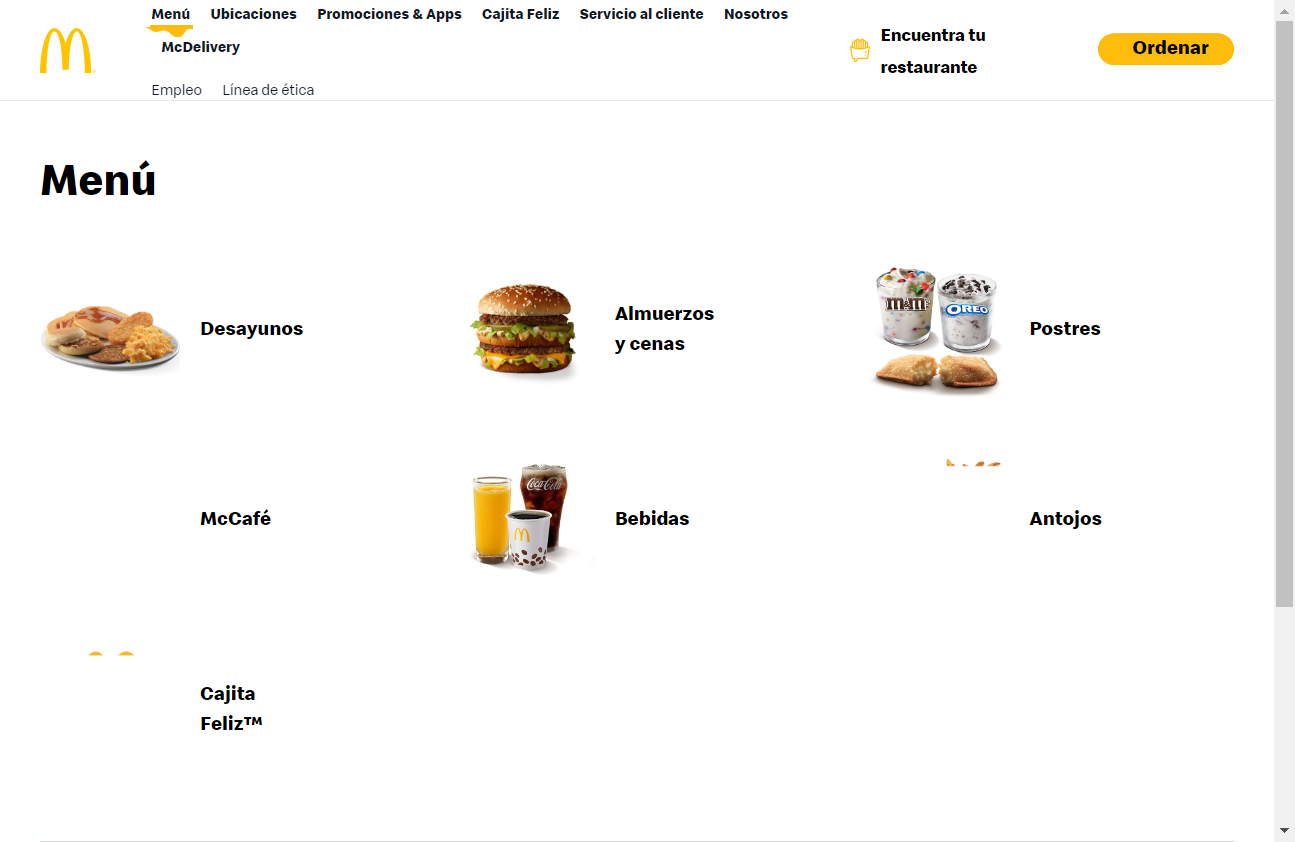 Menú Ubicaciones Promociones & Apps Cajita Feliz Servicio al cliente Nosotros
McDelivery
Empleo Línea de ética
Encuentra tu
restaurante
Ordenar
Menú
Desayunos
Almuerzos
y cenas
m&m's
OREO
Postres
McCafé
Coca-Cola
Bebidas
Antojos
Cajita
Feliz™